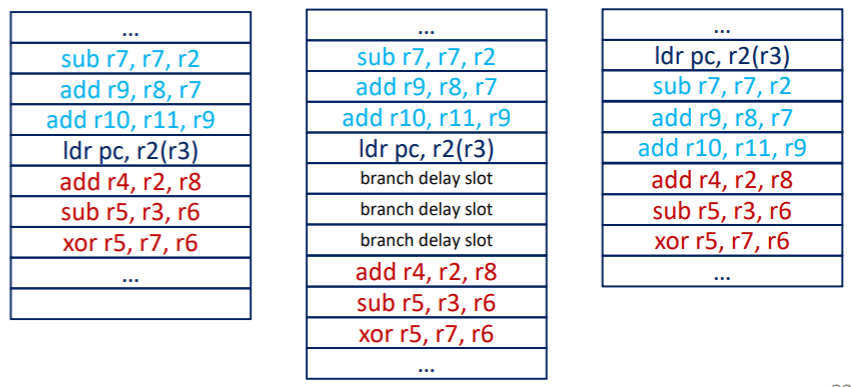 ...
sub r7, r7, r2
add r9, r8, r7
add r10, r11, r9
ldr pc, r2(r3)
add r4, r2, r8
sub r5, r3, r6
xor r5, r7, r6
...
...
sub r7, r7, r2
add r9, r8, r7
add r10, r11, r9
ldr pc, r2(r3)
branch delay slot
branch delay slot
branch delay slot
add r4, r2, r8
sub r5, r3, r6
xor r5, r7, r6
...
...
ldr pc, r2(r3)
sub r7, r7, r2
add r9, r8, r7
add r10, r11, r9
add r4, r2, r8
sub r5, r3, r6
xor r5, r7, r6
...